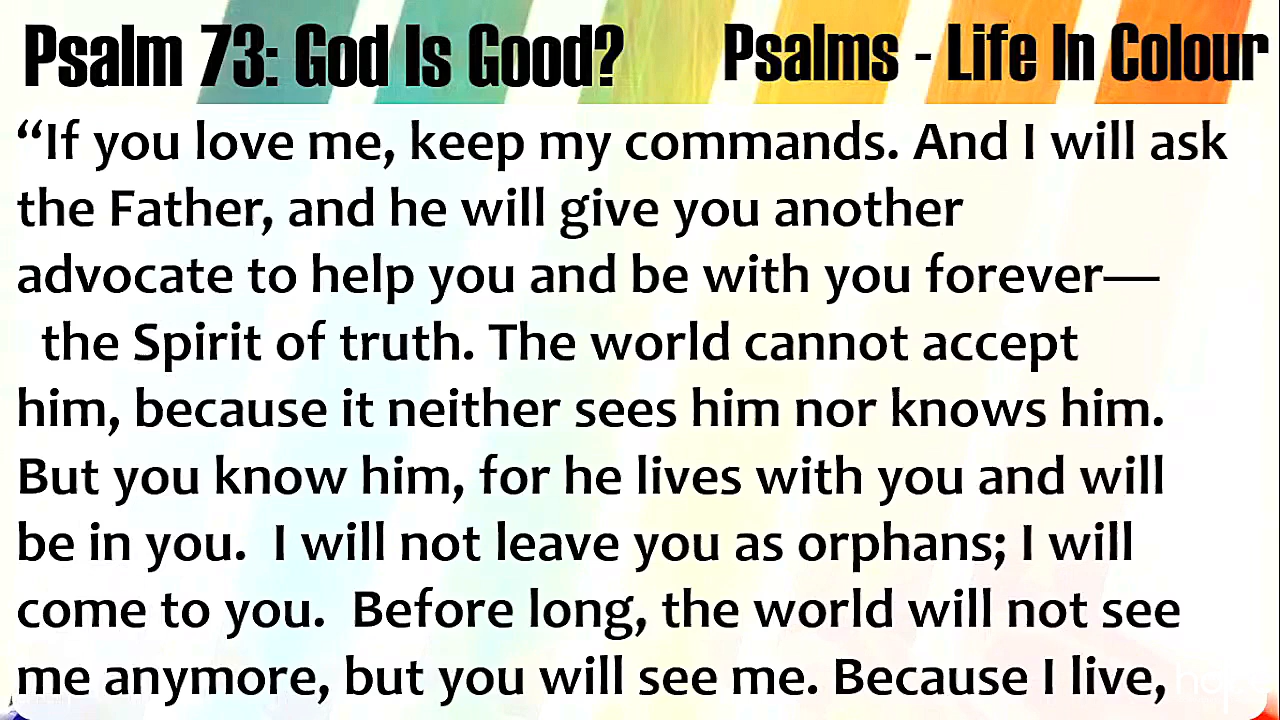 Psalm 73: God Is Good?
Psalms - Life In Colour
“If you love me, keep my commands. And I will ask
the Father, and he will give you another
advocate to help you and be with you forever—
the Spirit of truth. The world cannot accept
him, because it neither sees him nor knows him.
But you know him, for he lives with you and will
be in you. I will not leave you as orphans; I will
come to you. Before long, the world will not see
me anymore, but you will see me. Because I live,